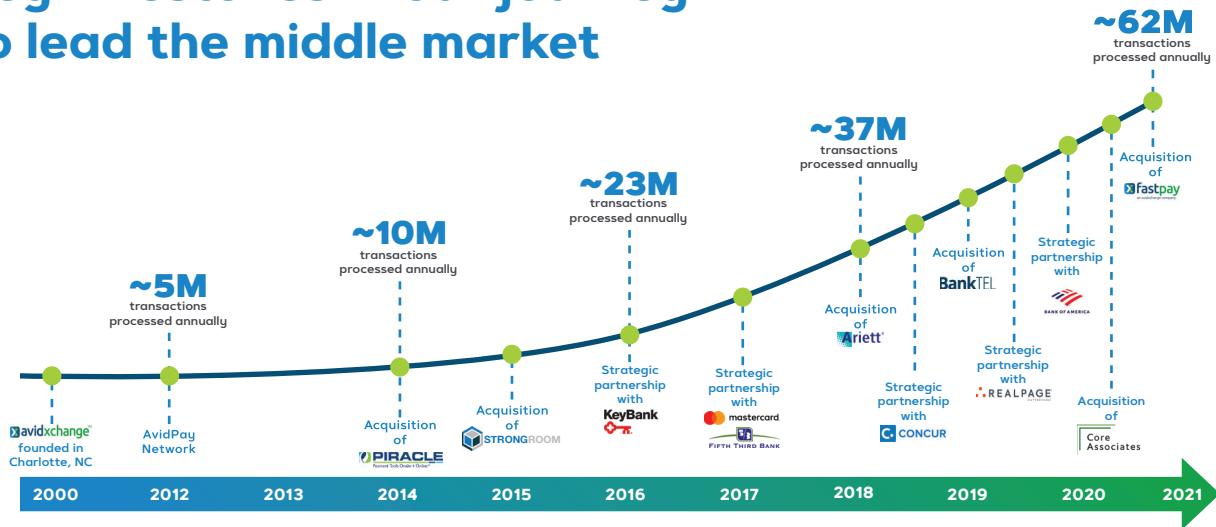 o lead the middle market
~62M
transactions
processed annually
~37M
transactions
processed annually
~23M
transactions
processed annually
~10M
transactions
processed annually
~5M
transactions
processed annually
avidxchange
founded in
Charlotte, NC
AvidPay
Network
Acquisition
of
PIRACLE
Acquisition
of
STRONGROOM
Strategic
partnership
with
KeyBank
Strategic
partnership
with
mastercard
FIFTH THIRD BANK
Acquisition
of
Ariett
Strategic
partnership
with
CONCUR
Acquisition
of
BankTEL
Strategic
partnership
with
REALPAGE
Strategic
partnership
with
BANK OF AMERICA
Acquisition
of
Core
Associates
Acquisition
of
fastpay
an avidxchange company
2000 2012 2013 2014 2015 2016 2017 2018 2019 2020 2021